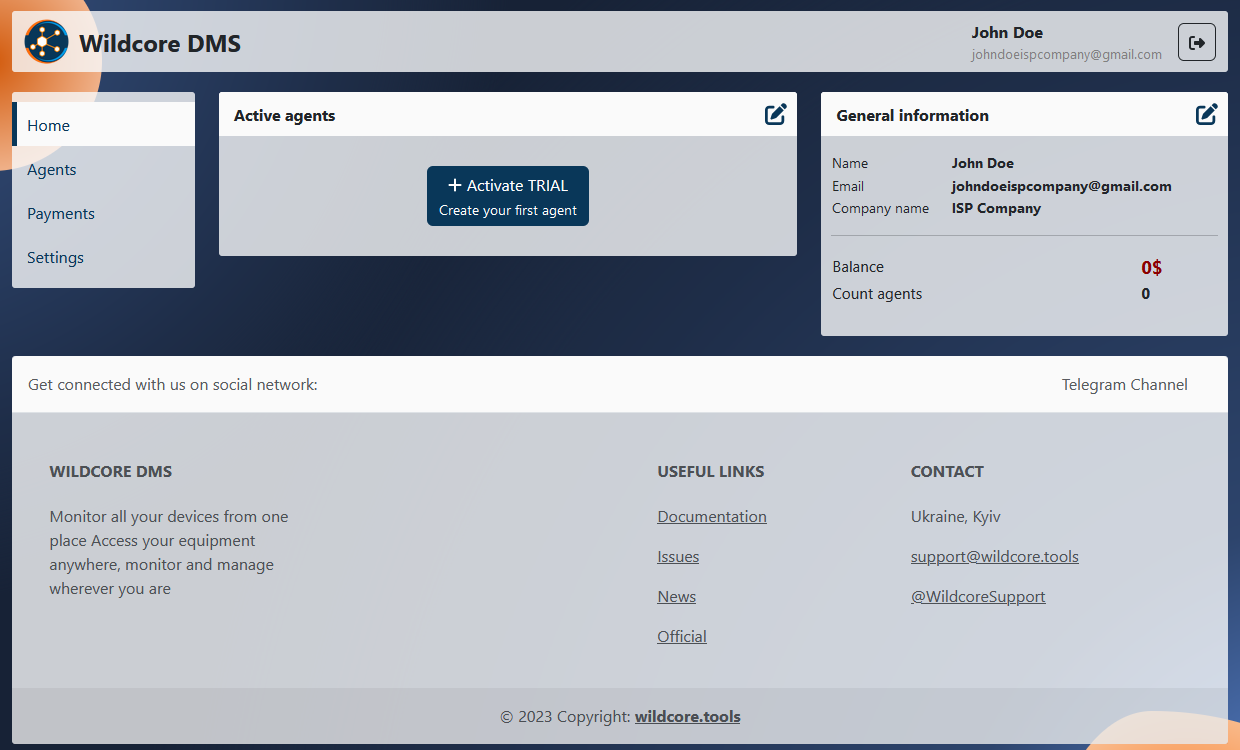 Wildcore DMS
John Doe
johndoeispcompany@gmail.com
Home
Agents
Payments
Settings
Active agents
+ Activate TRIAL
Create your first agent
General information
Name John Doe
Email johndoeispcompany@gmail.com
Company name ISP Company
Balance 0$
Count agents 0
Get connected with us on social network:
Telegram Channel
WILDCORE DMS
Monitor all your devices from one
place Access your equipment
anywhere, monitor and manage
wherever you are
USEFUL LINKS
Documentation
Issues
News
Official
CONTACT
Ukraine, Kyiv
support@wildcore.tools
@WildcoreSupport
© 2023 Copyright: wildcore.tools